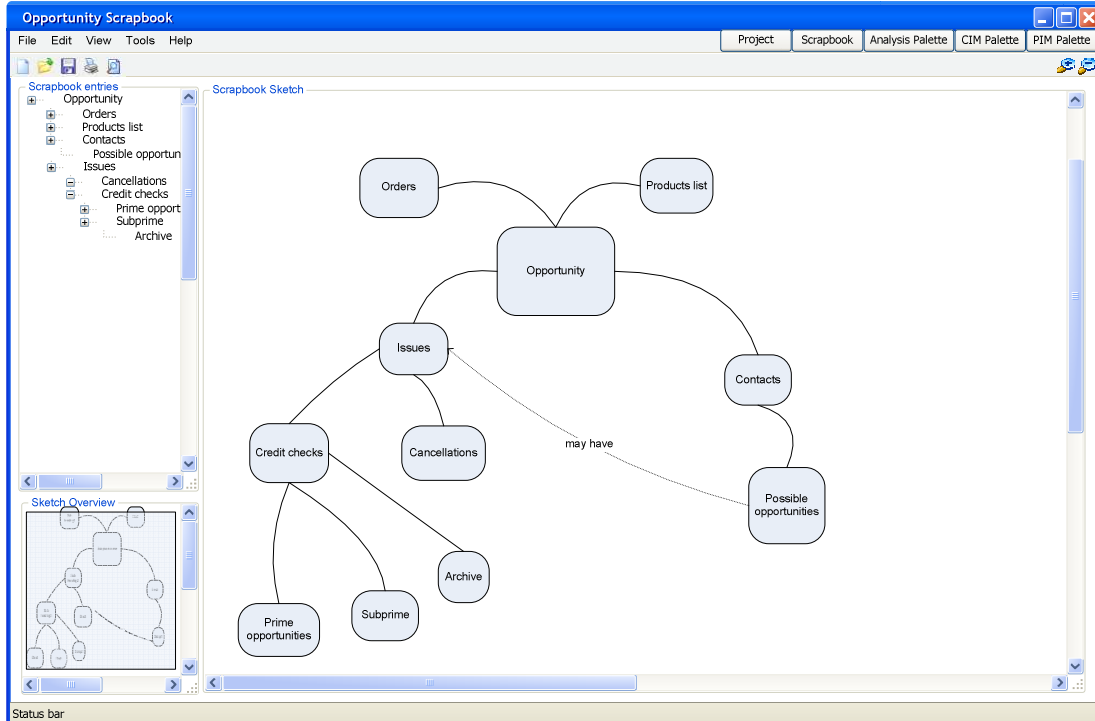 Opportunity Scrapbook
File Edit View Tools Help
Project Scrapbook Analysis Palette CIM Palette PIM Palette
Scrapbook entries
Opportunity
Orders
Products list
Contacts
Possible opportun
Issues
Cancellations
Credit checks
Prime opport
Subprime
Archive
Sketch Overview
Scrapbook Sketch
Orders
Products list
Opportunity
Issues
Contacts
Credit checks
Cancellations
may have
Possible
opportunities
Archive
Subprime
Prime
opportunities
Status bar